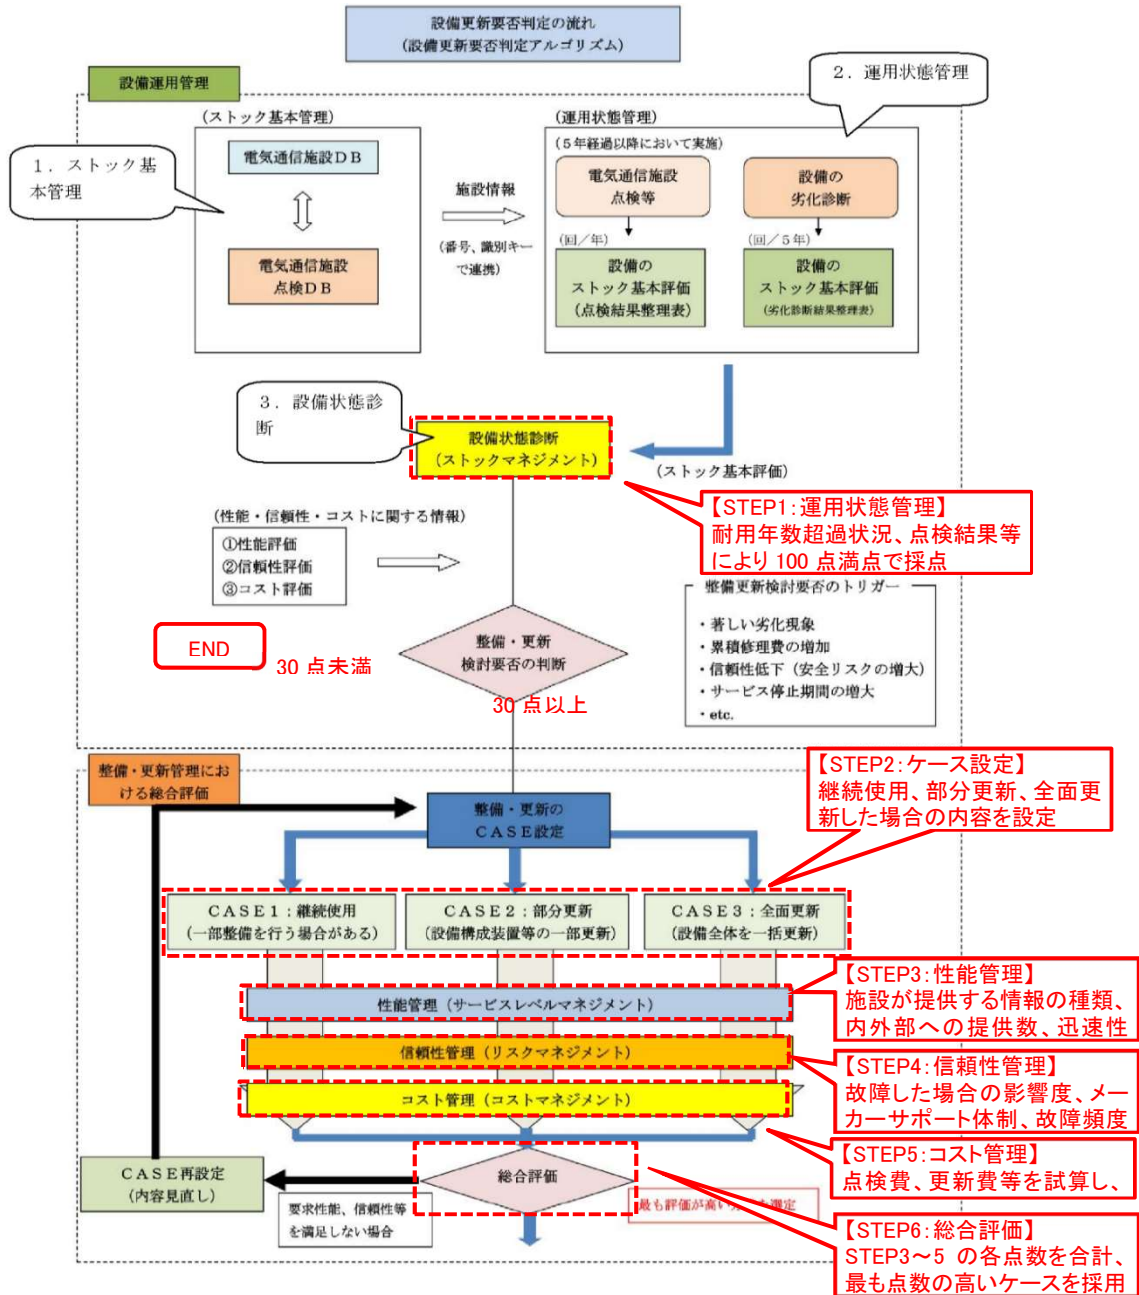 設備更新要否判定の流れ
(設備更新要否判定アルゴリズム)
設備運用管理
2．運用状態管理
(ストック基本管理)
(運用状態管理)
1．ストック基
本管理
電気通信施設DB
電気通信施設
点検DB
施設情報
(番号、識別キー
で連携)
(5年経過以降において実施)
電気通信施設
点検等
設備の
劣化診断
(回／年)
(回／5年)
設備の
ストック基本評価
(点検結果整理表)
設備の
ストック基本評価
(劣化診断結果整理表)
3．設備状態診
断
設備状態診断
(ストックマネジメント)
(ストック基本評価)
【STEP1:運用状態管理】
耐用年数超過状況、点検結果等
により 100 点満点で採点
(性能・信頼性・コストに関する情報)
①性能評価
②信頼性評価
③コスト評価
整備更新検討要否のトリガー
・著しい劣化現象
・累積修理費の増加
・信頼性低下（安全リスクの増大）
・サービス停止期間の増大
・etc.
整備・更新
検討要否の判断
END
30 点未満
30 点以上
整備・更新管理にお
ける総合評価
【STEP2:ケース設定】
継続使用、部分更新、全面更
新した場合の内容を設定
整備・更新の
CASE設定
CASE1：継続使用
(一部整備を行う場合がある)
CASE2：部分更新
(設備構成装置等の一部更新)
CASE3：全面更新
(設備全体を一括更新)
【STEP3:性能管理】
施設が提供する情報の種類、
内外部への提供数、迅速性
性能管理（サービスレベルマネジメント）
信頼性管理（リスクマネジメント）
【STEP4:信頼性管理】
故障した場合の影響度、メー
カーサポート体制、故障頻度
コスト管理（コストマネジメント）
【STEP5:コスト管理】
点検費、更新費等を試算し、
CASE再設定
(内容見直し)
総合評価
要求性能、信頼性等
を満足しない場合
最も評価が高い
選定
【STEP6:総合評価】
STEP3～5 の各点数を合計、
最も点数の高いケースを採用